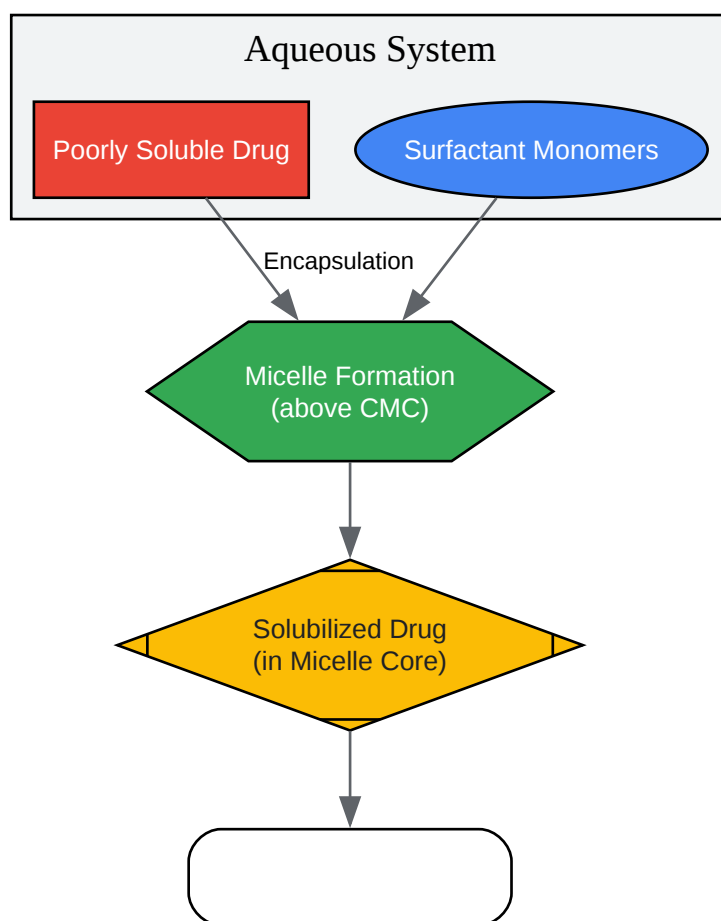 Aqueous System
Poorly Soluble Drug
Surfactant Monomers
Encapsulation
Micelle Formation
(above CMC)
Solubilized Drug
(in Micelle Core)